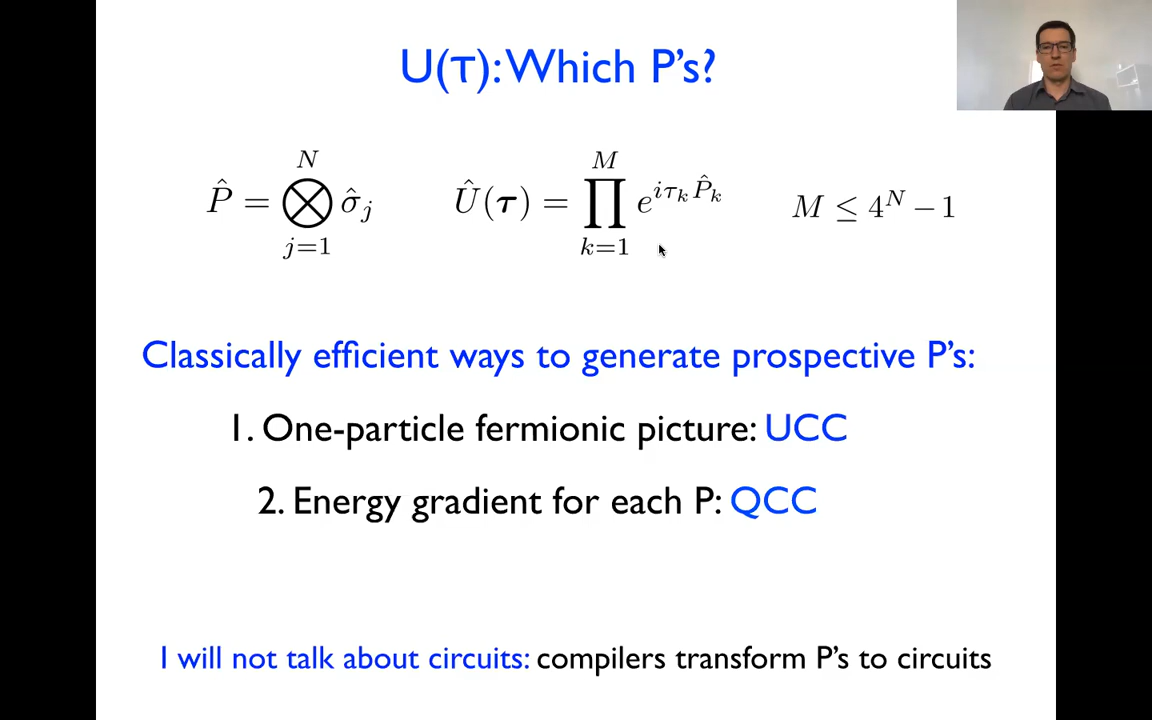 U(τ): Which P's?
P̂ = ⨂_{j=1}^{N} σ̂_j    Û(τ) = ∏_{k=1}^{M} e^{iτ_k P̂_k}    M ≤ 4^N − 1
Classically efficient ways to generate prospective P's:
1. One-particle fermionic picture: UCC
2. Energy gradient for each P: QCC
I will not talk about circuits: compilers transform P's to circuits